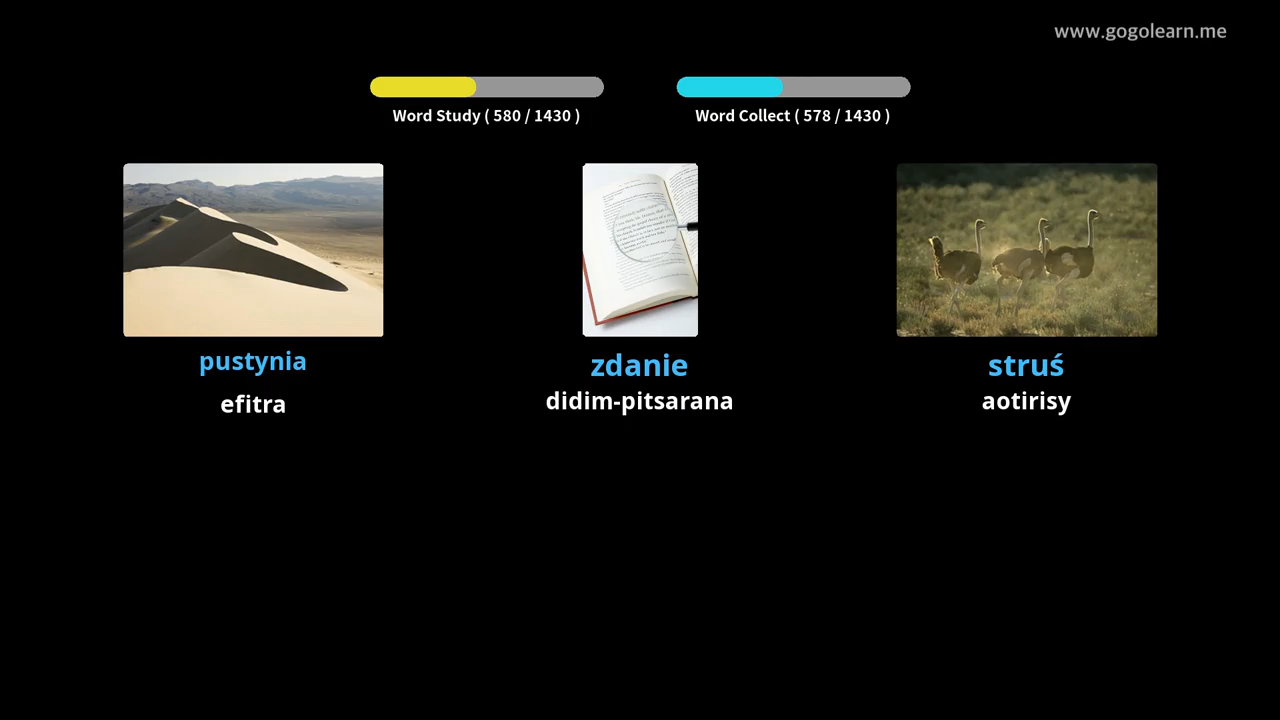 www.gogolearn.me
Word Study ( 580 / 1430 )
Word Collect ( 578 / 1430 )
pustynia
zdanie
struś
efitra
didim-pitsarana
aotirisy